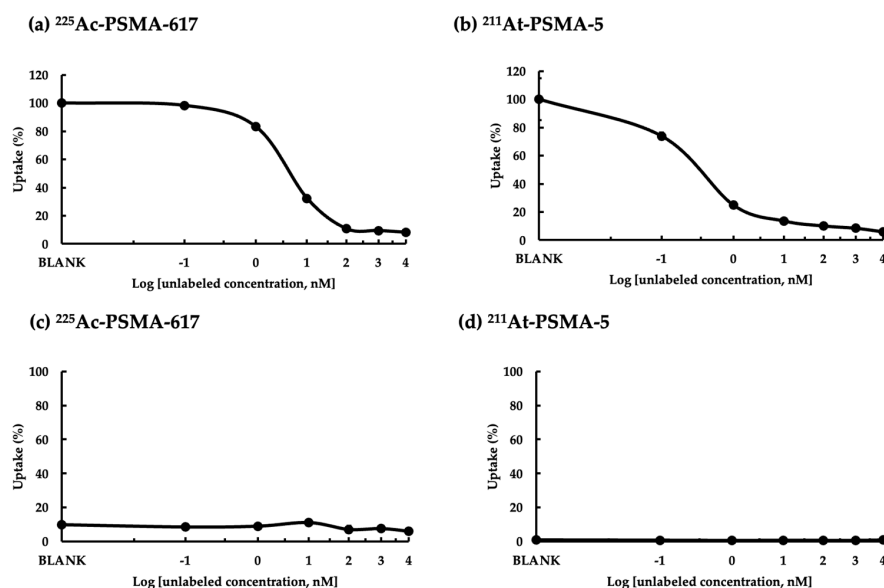 (a) ²²⁵Ac-PSMA-617
(b) ²¹¹At-PSMA-5
120
100
80
60
40
20
0
Uptake (%)
BLANK -1 0 1 2 3 4
Log [unlabeled concentration, nM]
120
100
80
60
40
20
0
Uptake (%)
BLANK -1 0 1 2 3 4
Log [unlabeled concentration, nM]
(c) ²²⁵Ac-PSMA-617
(d) ²¹¹At-PSMA-5
100
80
60
40
20
0
Uptake (%)
BLANK -1 0 1 2 3 4
Log [unlabeled concentration, nM]
100
80
60
40
20
0
Uptake (%)
BLANK -1 0 1 2 3 4
Log [unlabeled concentration, nM]